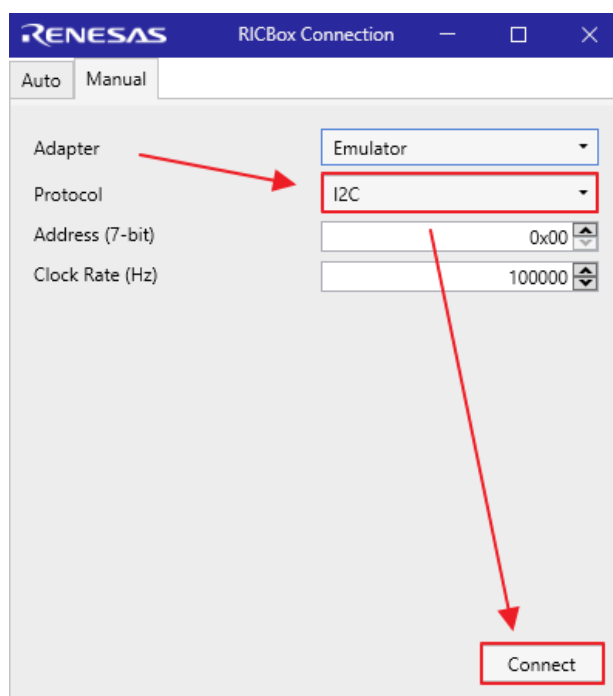 RENESAS RICBox Connection
Auto Manual
Adapter Emulator
Protocol I2C
Address (7-bit) 0x00
Clock Rate (Hz) 100000
Connect